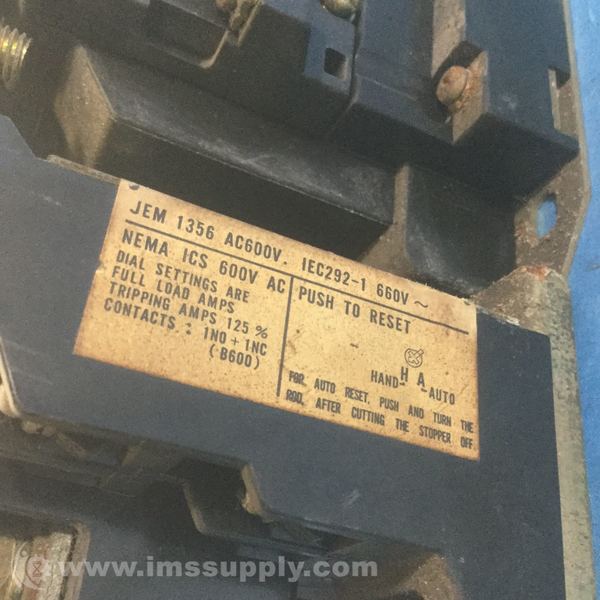 JEM 1356 AC600V. IEC292-1 660V ~
NEMA ICS 600V AC
DIAL SETTINGS ARE
FULL LOAD AMPS
TRIPPING AMPS 125 %
CONTACTS : 1NO + 1NC
(·B600)
PUSH TO RESET
H A
HAND AUTO
FOR AUTO RESET, PUSH AND TURN THE
ROD, AFTER CUTTING THE STOPPER OFF
www.imssupply.com